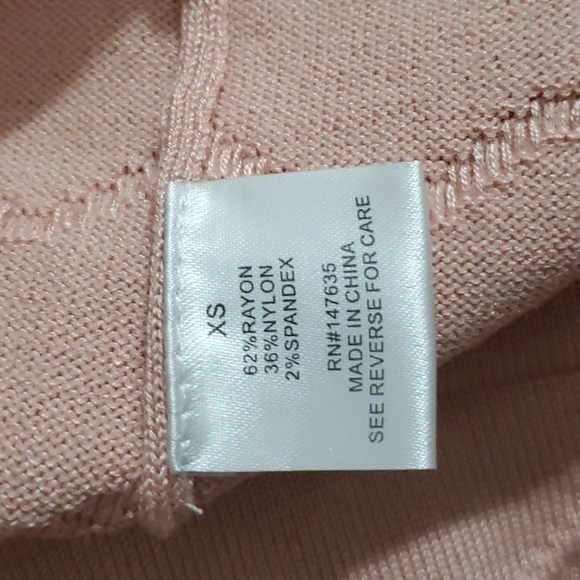 XS
62%RAYON
36%NYLON
2%SPANDEX
RN#147635
MADE IN CHINA
SEE REVERSE FOR CARE